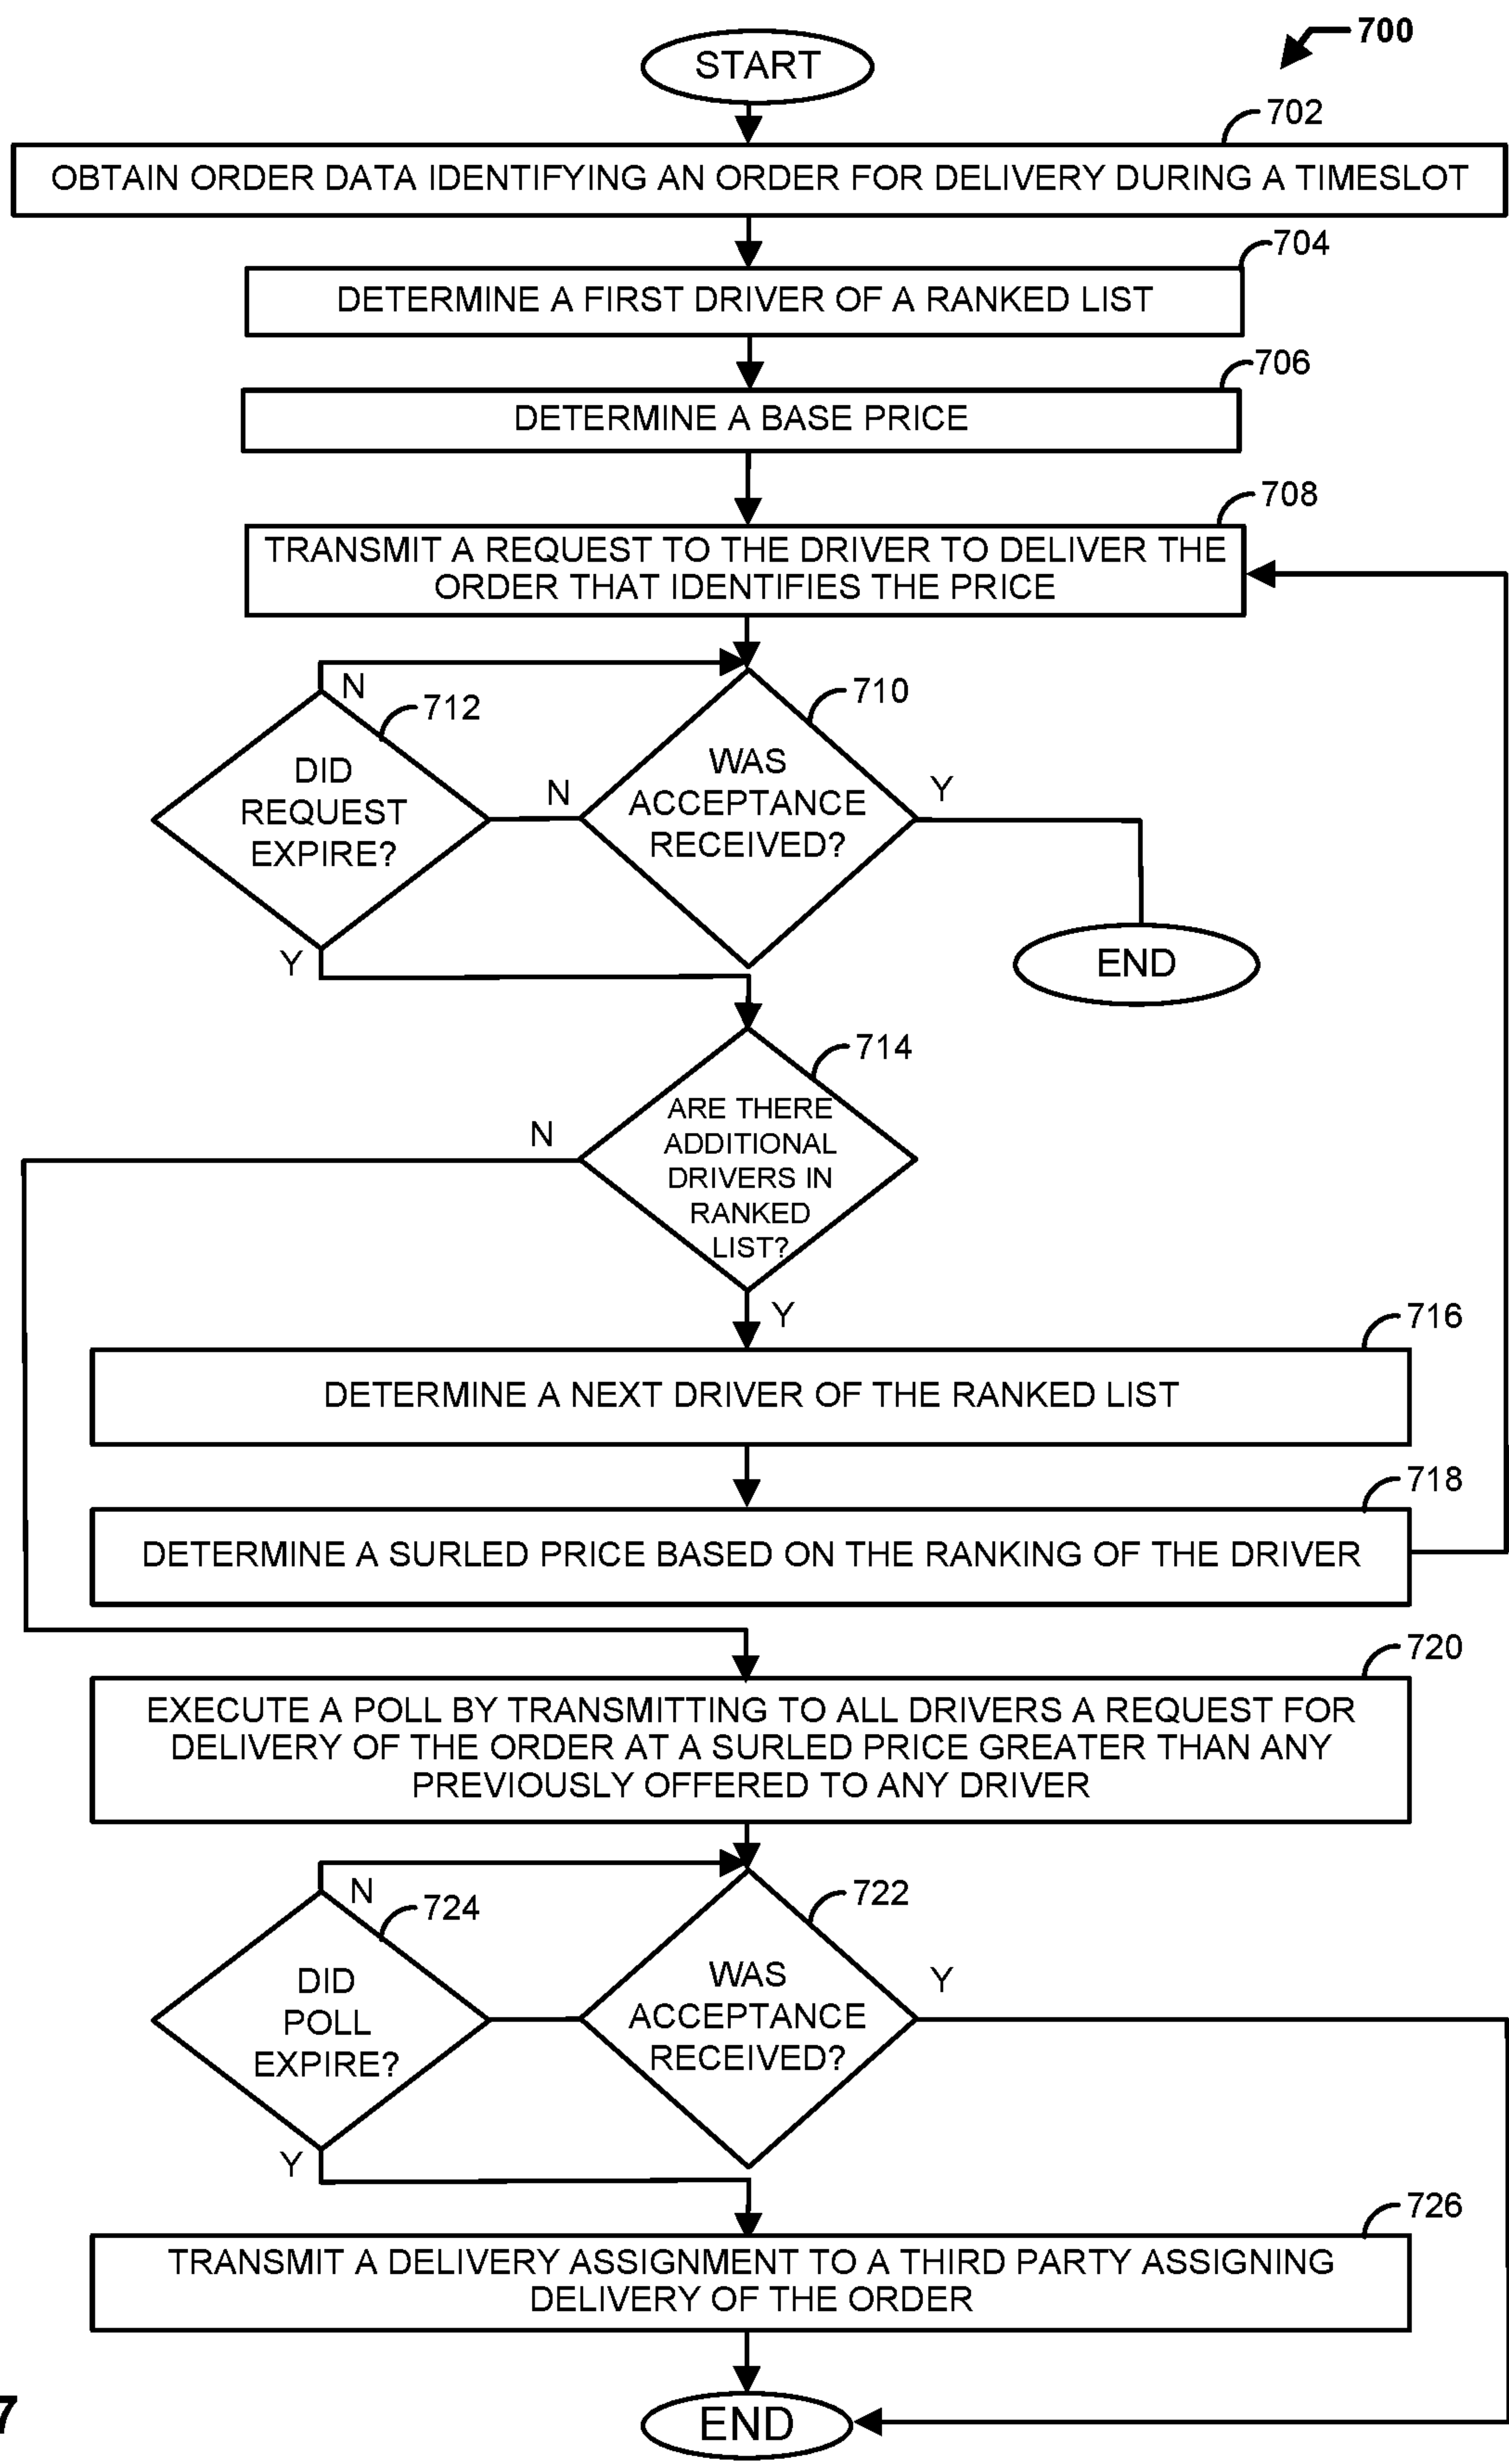 700
START
702
OBTAIN ORDER DATA IDENTIFYING AN ORDER FOR DELIVERY DURING A TIMESLOT
704
DETERMINE A FIRST DRIVER OF A RANKED LIST
706
DETERMINE A BASE PRICE
708
TRANSMIT A REQUEST TO THE DRIVER TO DELIVER THE
ORDER THAT IDENTIFIES THE PRICE
N
712
DID
REQUEST
EXPIRE?
Y
N
710
WAS
ACCEPTANCE
RECEIVED?
Y
END
714
ARE THERE
ADDITIONAL
DRIVERS IN
RANKED
LIST?
N
Y
716
DETERMINE A NEXT DRIVER OF THE RANKED LIST
718
DETERMINE A SURLED PRICE BASED ON THE RANKING OF THE DRIVER
720
EXECUTE A POLL BY TRANSMITTING TO ALL DRIVERS A REQUEST FOR
DELIVERY OF THE ORDER AT A SURLED PRICE GREATER THAN ANY
PREVIOUSLY OFFERED TO ANY DRIVER
N
724
DID
POLL
EXPIRE?
Y
722
WAS
ACCEPTANCE
RECEIVED?
Y
726
TRANSMIT A DELIVERY ASSIGNMENT TO A THIRD PARTY ASSIGNING
DELIVERY OF THE ORDER
END
7